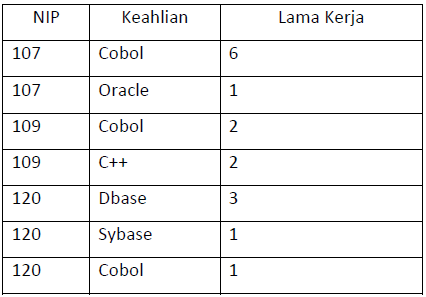 NIP Keahlian Lama Kerja
107 Cobol 6
107 Oracle 1
109 Cobol 2
109 C++ 2
120 Dbase 3
120 Sybase 1
120 Cobol 1